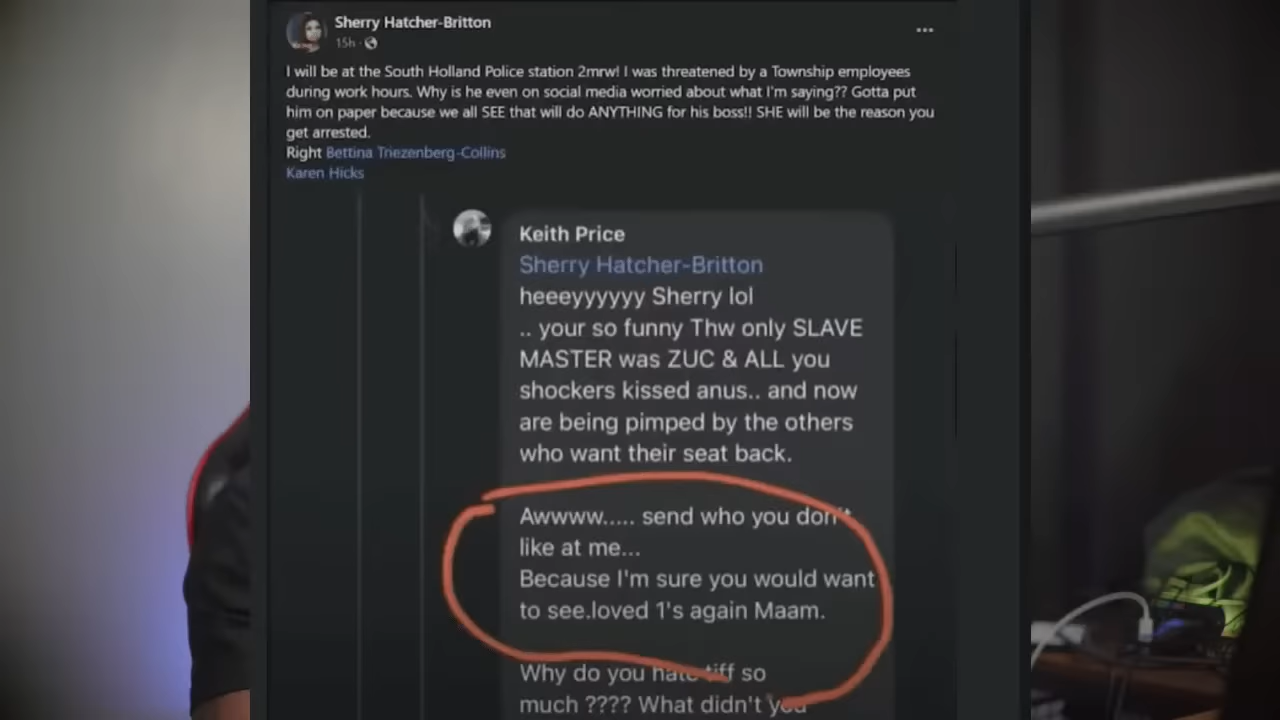 Sherry Hatcher-Britton
15h
I will be at the South Holland Police station 2mrw! I was threatened by a Township employees
during work hours. Why is he even on social media worried about what I'm saying?? Gotta put
him on paper because we all SEE that will do ANYTHING for his boss!! SHE will be the reason you
get arrested.
Right Bettina Triezenberg-Collins
Karen Hicks
Keith Price
Sherry Hatcher-Britton
heeeyyyyyy Sherry lol
.. your so funny Thw only SLAVE
MASTER was ZUC & ALL you
shockers kissed anus.. and now
are being pimped by the others
who want their seat back.
Awwww..... send who you don't
like at me...
Because I'm sure you would want
to see.loved 1's again Maam.
Why do you hate tiff so
much ???? What didn't you